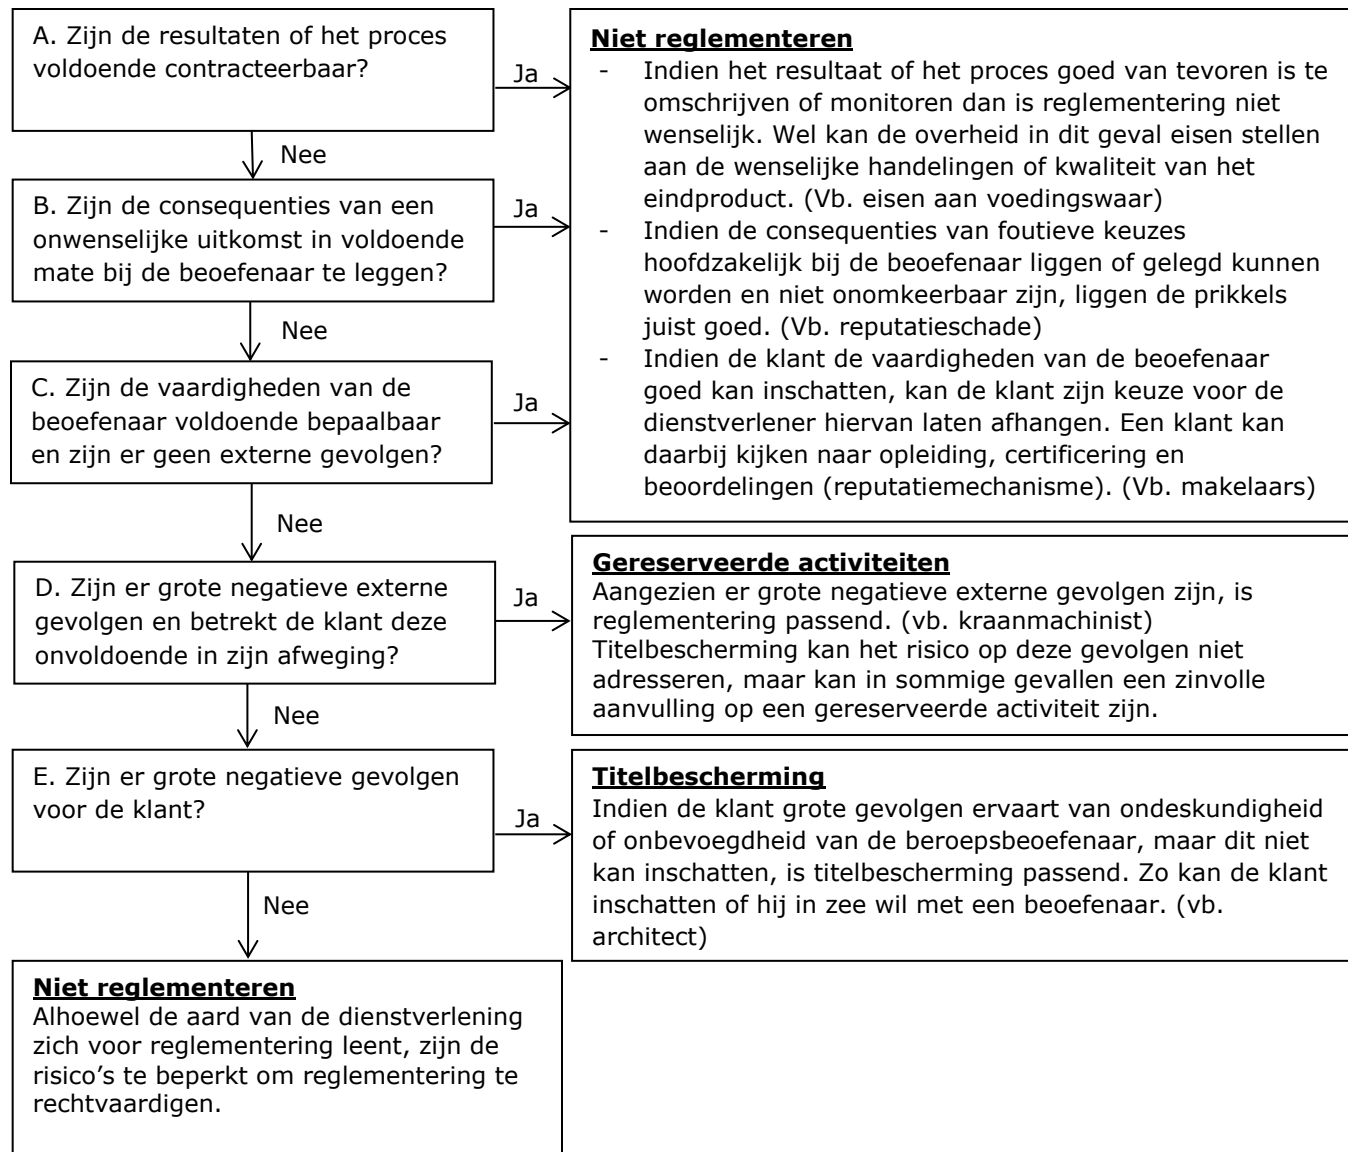 A. Zijn de resultaten of het proces
voldoende contracteerbaar?
Ja
Nee
B. Zijn de consequenties van een
onwenselijke uitkomst in voldoende
mate bij de beoefenaar te leggen?
Ja
Nee
C. Zijn de vaardigheden van de
beoefenaar voldoende bepaalbaar
en zijn er geen externe gevolgen?
Ja
Nee
Niet reglementeren
- Indien het resultaat of het proces goed van tevoren is te
omschrijven of monitoren dan is reglementering niet
wenselijk. Wel kan de overheid in dit geval eisen stellen
aan de wenselijke handelingen of kwaliteit van het
eindproduct. (Vb. eisen aan voedingswaar)
- Indien de consequenties van foutieve keuzes
hoofdzakelijk bij de beoefenaar liggen of gelegd kunnen
worden en niet onomkeerbaar zijn, liggen de prikkels
juist goed. (Vb. reputatieschade)
- Indien de klant de vaardigheden van de beoefenaar
goed kan inschatten, kan de klant zijn keuze voor de
dienstverlener hiervan laten afhangen. Een klant kan
daarbij kijken naar opleiding, certificering en
beoordelingen (reputatiemechanisme). (Vb. makelaars)
D. Zijn er grote negatieve externe
gevolgen en betrekt de klant deze
onvoldoende in zijn afweging?
Ja
Nee
Gereserveerde activiteiten
Aangezien er grote negatieve externe gevolgen zijn, is
reglementering passend. (vb. kraanmachinist)
Titelbescherming kan het risico op deze gevolgen niet
adresseren, maar kan in sommige gevallen een zinvolle
aanvulling op een gereserveerde activiteit zijn.
E. Zijn er grote negatieve gevolgen
voor de klant?
Ja
Nee
Titelbescherming
Indien de klant grote gevolgen ervaart van ondeskundigheid
of onbevoegdheid van de beroepsbeoefenaar, maar dit niet
kan inschatten, is titelbescherming passend. Zo kan de klant
inschatten of hij in zee wil met een beoefenaar. (vb.
architect)
Niet reglementeren
Alhoewel de aard van de dienstverlening
zich voor reglementering leent, zijn de
risico's te beperkt om reglementering te
rechtvaardigen.